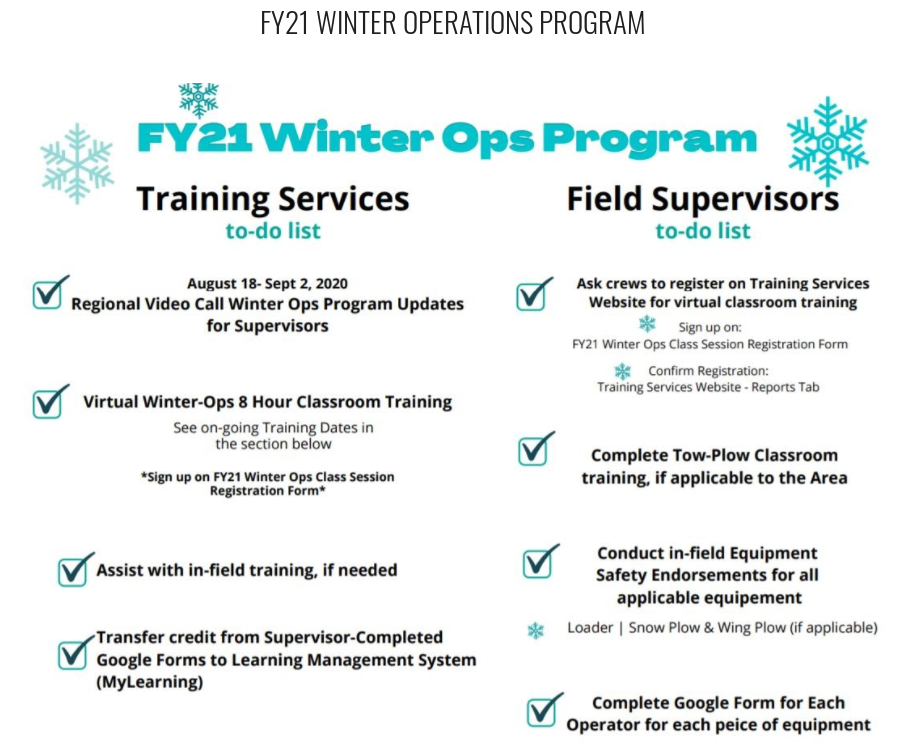 FY21 WINTER OPERATIONS PROGRAM
FY21 Winter Ops Program
Training Services
to-do list
August 18- Sept 2, 2020
Regional Video Call Winter Ops Program Updates
for Supervisors
Virtual Winter-Ops 8 Hour Classroom Training
See on-going Training Dates in
the section below
*Sign up on FY21 Winter Ops Class Session
Registration Form*
Assist with in-field training, if needed
Transfer credit from Supervisor-Completed
Google Forms to Learning Management System
(MyLearning)
Field Supervisors
to-do list
Ask crews to register on Training Services
Website for virtual classroom training
Sign up on:
FY21 Winter Ops Class Session Registration Form
Confirm Registration:
Training Services Website - Reports Tab
Complete Tow-Plow Classroom
training, if applicable to the Area
Conduct in-field Equipment
Safety Endorsements for all
applicable equipement
Loader | Snow Plow & Wing Plow (if applicable)
Complete Google Form for Each
Operator for each peice of equipment